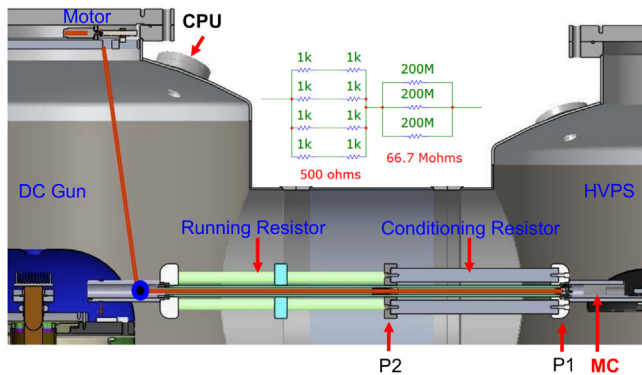 Motor
CPU
1k 1k
1k 1k
1k 1k
1k 1k
500 ohms
200M
200M
200M
66.7 Mohms
DC Gun
HVPS
Running Resistor
Conditioning Resistor
P2
P1
MC